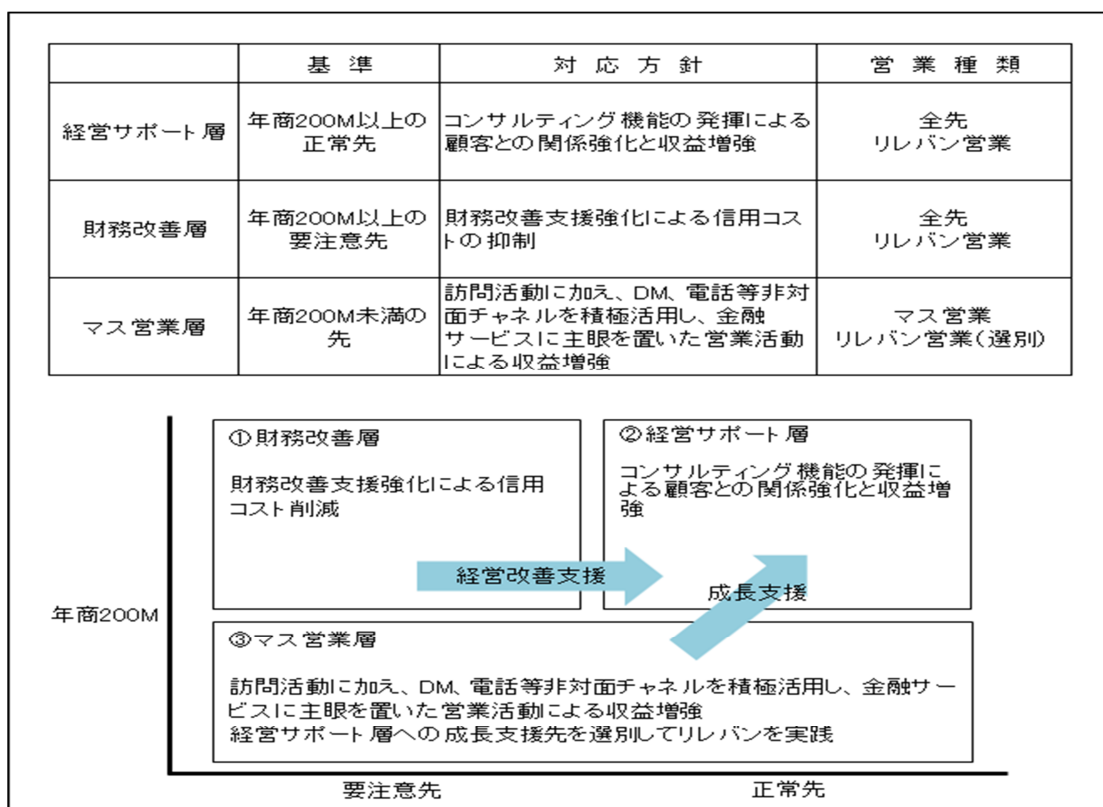 基 準
対 応 方 針
営 業 種 類
経営サポート層
年商200M以上の
正常先
コンサルティング機能の発揮による
顧客との関係強化と収益増強
全先
リレバン営業
財務改善層
年商200M以上の
要注意先
財務改善支援強化による信用コス
トの抑制
全先
リレバン営業
マス営業層
年商200M未満の
先
訪問活動に加え、DM、電話等非対
面チャネルを積極活用し、金融
サービスに主眼を置いた営業活動
による収益増強
マス営業
リレバン営業(選別)
①財務改善層
財務改善支援強化による信用
コスト削減
②経営サポート層
コンサルティング機能の発揮に
よる顧客との関係強化と収益増
強
経営改善支援
成長支援
年商200M
③マス営業層
訪問活動に加え、DM、電話等非対面チャネルを積極活用し、金融サー
ビスに主眼を置いた営業活動による収益増強
経営サポート層への成長支援先を選別してリレバンを実践
要注意先
正常先